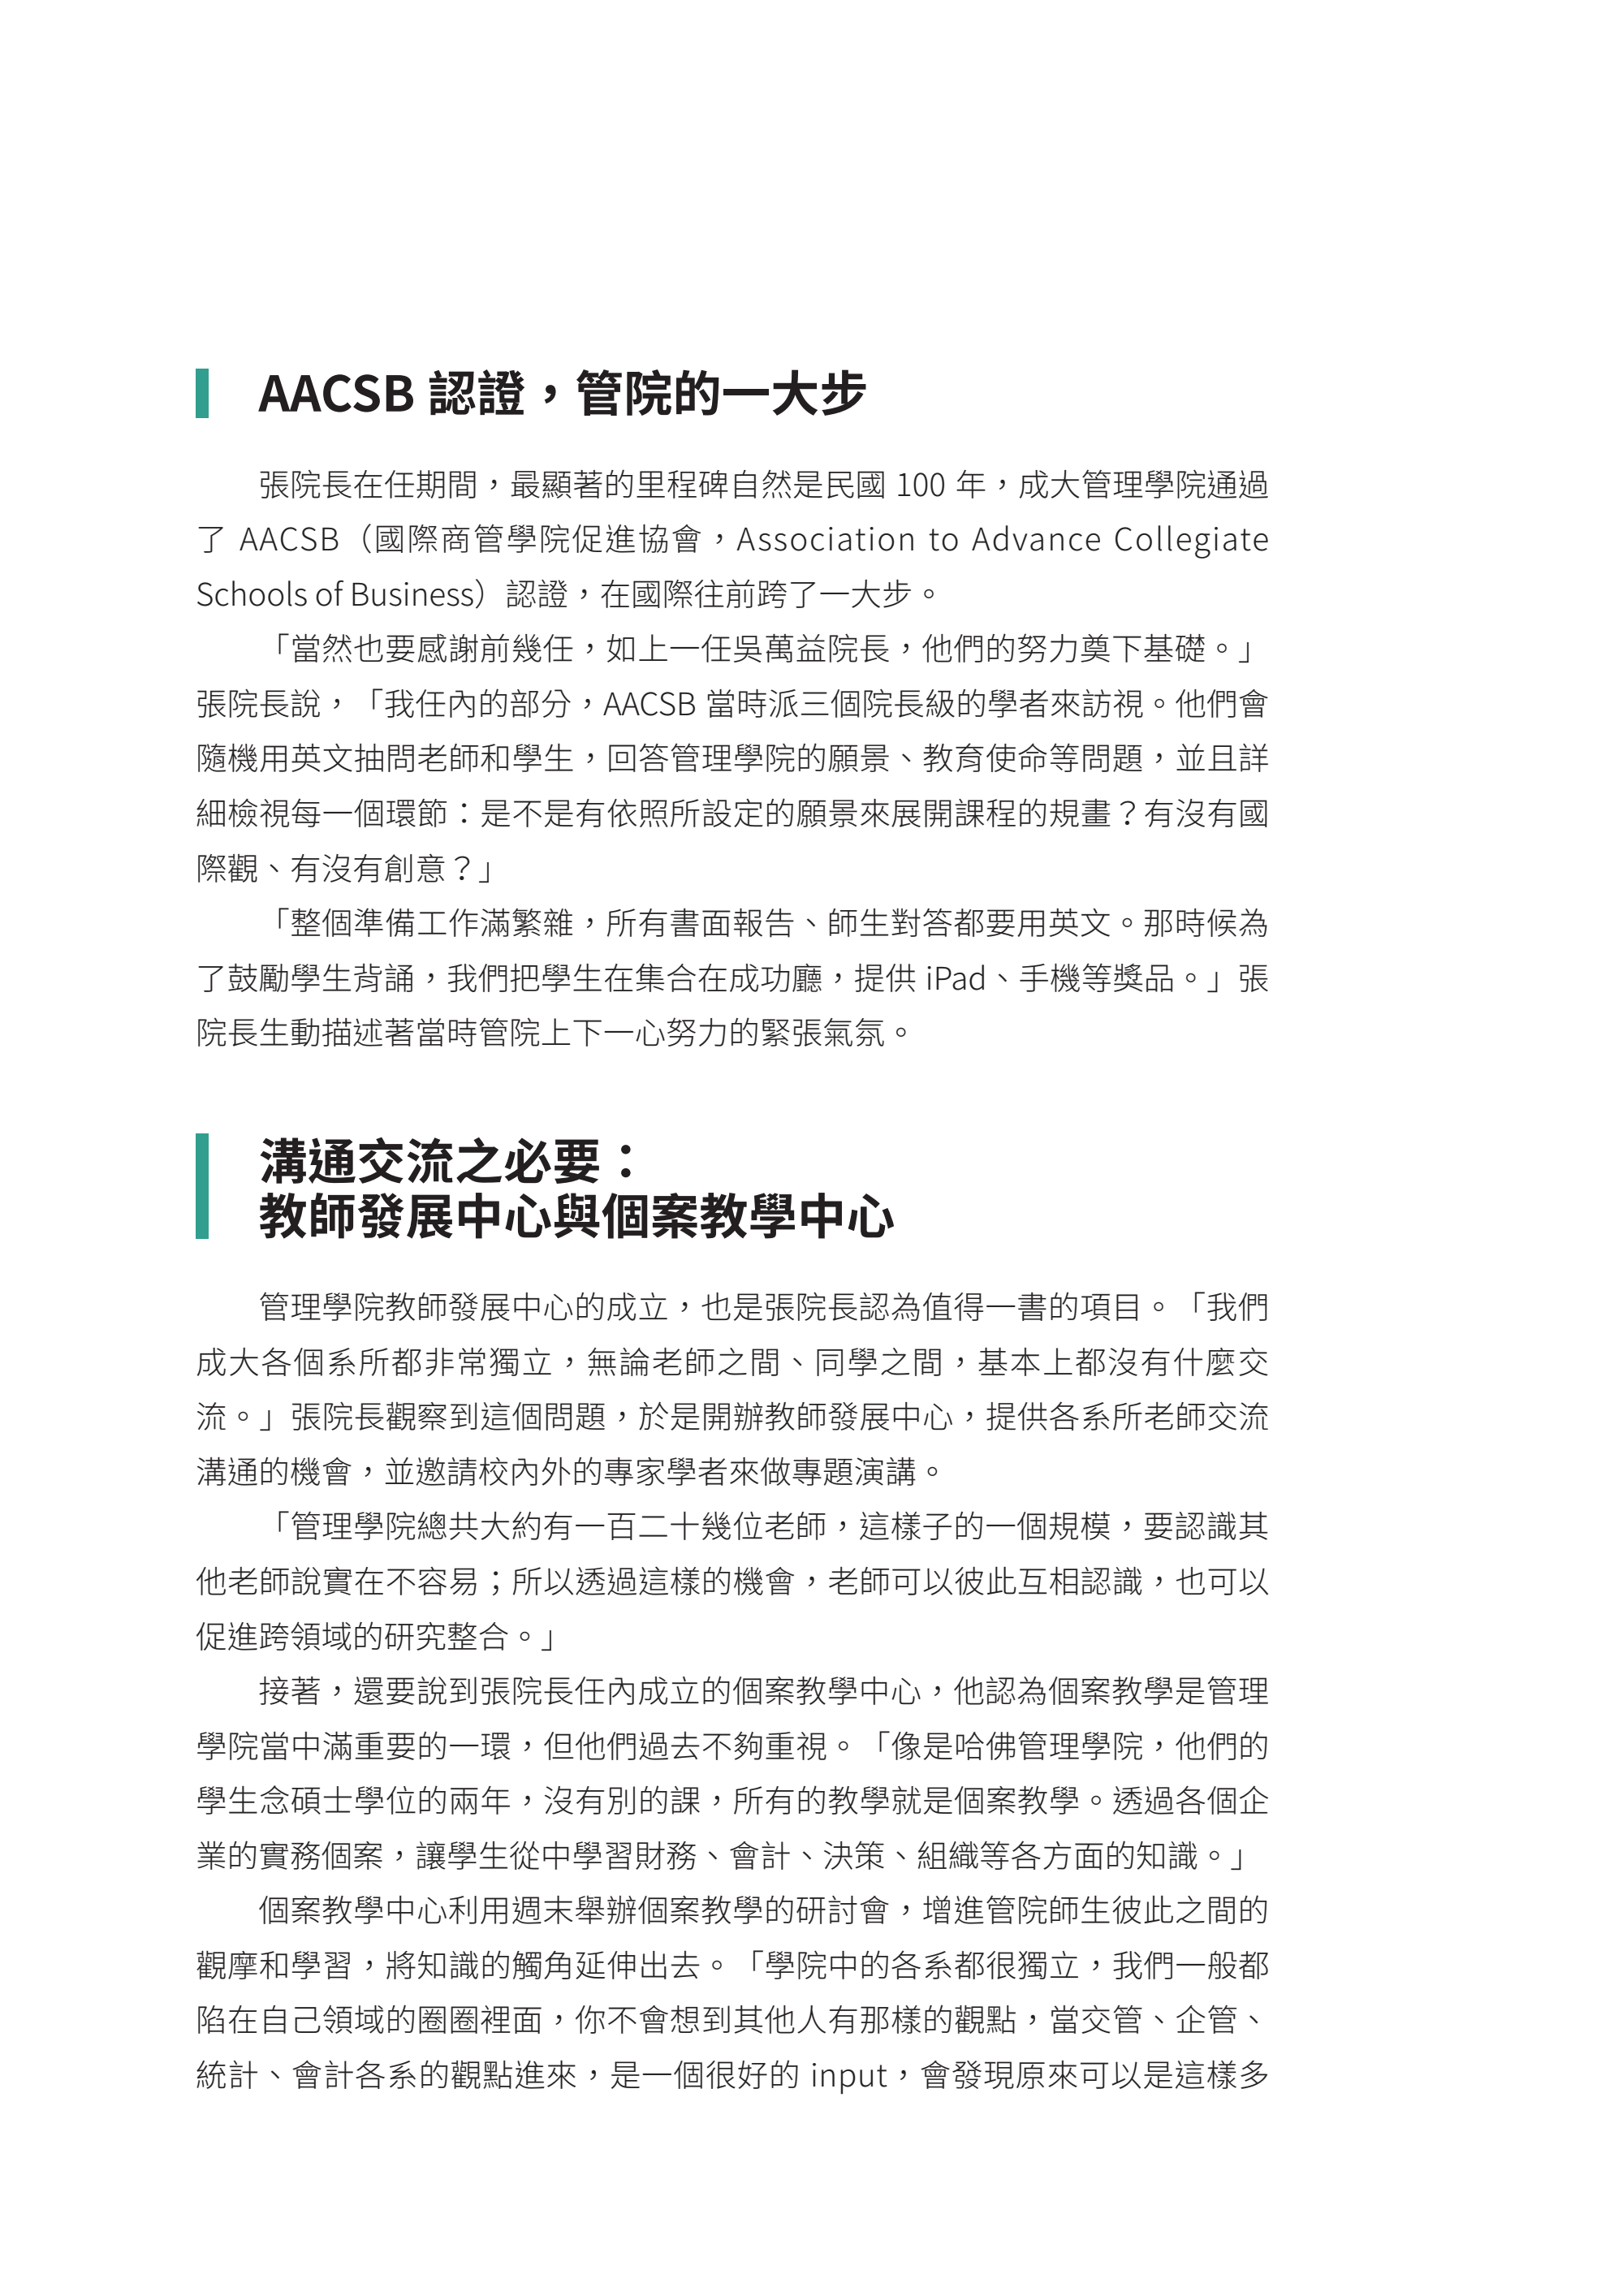 AACSB 認證，管院的一大步
張院長在任期間，最顯著的里程碑自然是民國 100 年，成大管理學院通過
了 AACSB（國際商管學院促進協會，Association to Advance Collegiate
Schools of Business）認證，在國際往前跨了一大步。
「當然也要感謝前幾任，如上一任吳萬益院長，他們的努力奠下基礎。」
張院長說，「我任內的部分，AACSB 當時派三個院長級的學者來訪視。他們會
隨機用英文抽問老師和學生，回答管理學院的願景、教育使命等問題，並且詳
細檢視每一個環節：是不是有依照所設定的願景來展開課程的規畫？有沒有國
際觀、有沒有創意？」
「整個準備工作滿繁雜，所有書面報告、師生對答都要用英文。那時候為
了鼓勵學生背誦，我們把學生在集合在成功廳，提供 iPad、手機等獎品。」張
院長生動描述著當時管院上下一心努力的緊張氣氛。
溝通交流之必要：
教師發展中心與個案教學中心
管理學院教師發展中心的成立，也是張院長認為值得一書的項目。「我們
成大各個系所都非常獨立，無論老師之間、同學之間，基本上都沒有什麼交
流。」張院長觀察到這個問題，於是開辦教師發展中心，提供各系所老師交流
溝通的機會，並邀請校內外的專家學者來做專題演講。
「管理學院總共大約有一百二十幾位老師，這樣子的一個規模，要認識其
他老師說實在不容易；所以透過這樣的機會，老師可以彼此互相認識，也可以
促進跨領域的研究整合。」
接著，還要說到張院長任內成立的個案教學中心，他認為個案教學是管理
學院當中滿重要的一環，但他們過去不夠重視。「像是哈佛管理學院，他們的
學生念碩士學位的兩年，沒有別的課，所有的教學就是個案教學。透過各個企
業的實務個案，讓學生從中學習財務、會計、決策、組織等各方面的知識。」
個案教學中心利用週末舉辦個案教學的研討會，增進管院師生彼此之間的
觀摩和學習，將知識的觸角延伸出去。「學院中的各系都很獨立，我們一般都
陷在自己領域的圈圈裡面，你不會想到其他人有那樣的觀點，當交管、企管、
統計、會計各系的觀點進來，是一個很好的 input，會發現原來可以是這樣多